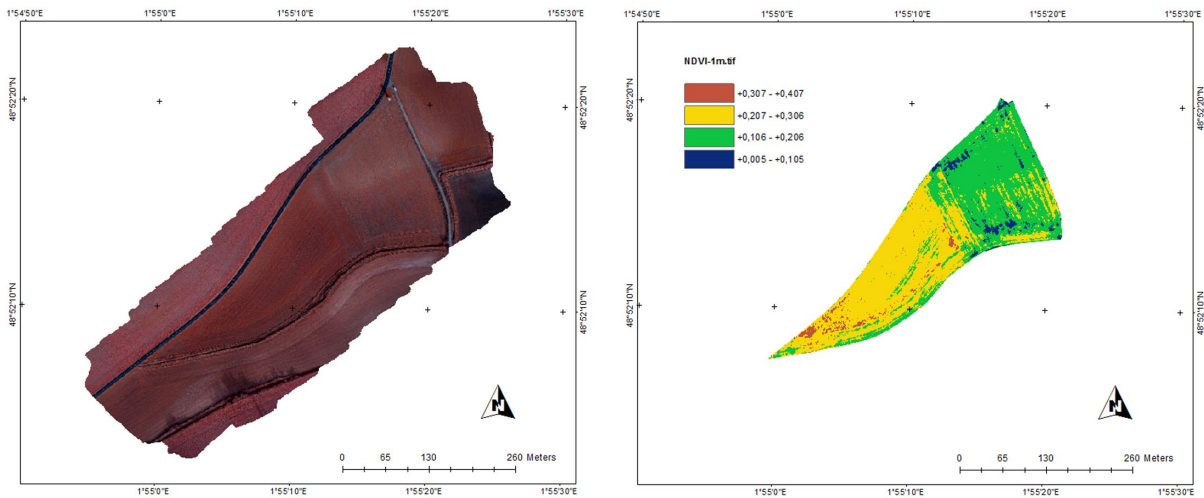 1°54'50"E 1°55'0"E 1°55'10"E 1°55'20"E 1°55'30"E
48°52'20"N 48°52'20"N
48°52'10"N 48°52'10"N
N
0 65 130 260 Meters
1°55'0"E 1°55'10"E 1°55'20"E 1°55'30"E
1°55'0"E 1°55'10"E 1°55'20"E 1°55'30"E
NDVI-1m.tif
+0,307 - +0,407
+0,207 - +0,306
+0,106 - +0,206
+0,005 - +0,105
48°52'20"N 48°52'20"N
48°52'10"N 48°52'10"N
N
0 65 130 260 Meters
1°55'0"E 1°55'10"E 1°55'20"E 1°55'30"E